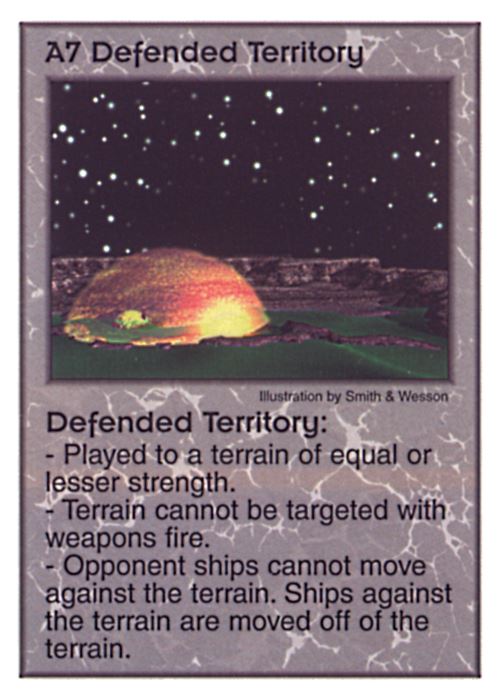 A7 Defended Territory
Illustration by Smith & Wesson
Defended Territory:
- Played to a terrain of equal or
lesser strength.
- Terrain cannot be targeted with
weapons fire.
- Opponent ships cannot move
against the terrain. Ships against
the terrain are moved off of the
terrain.